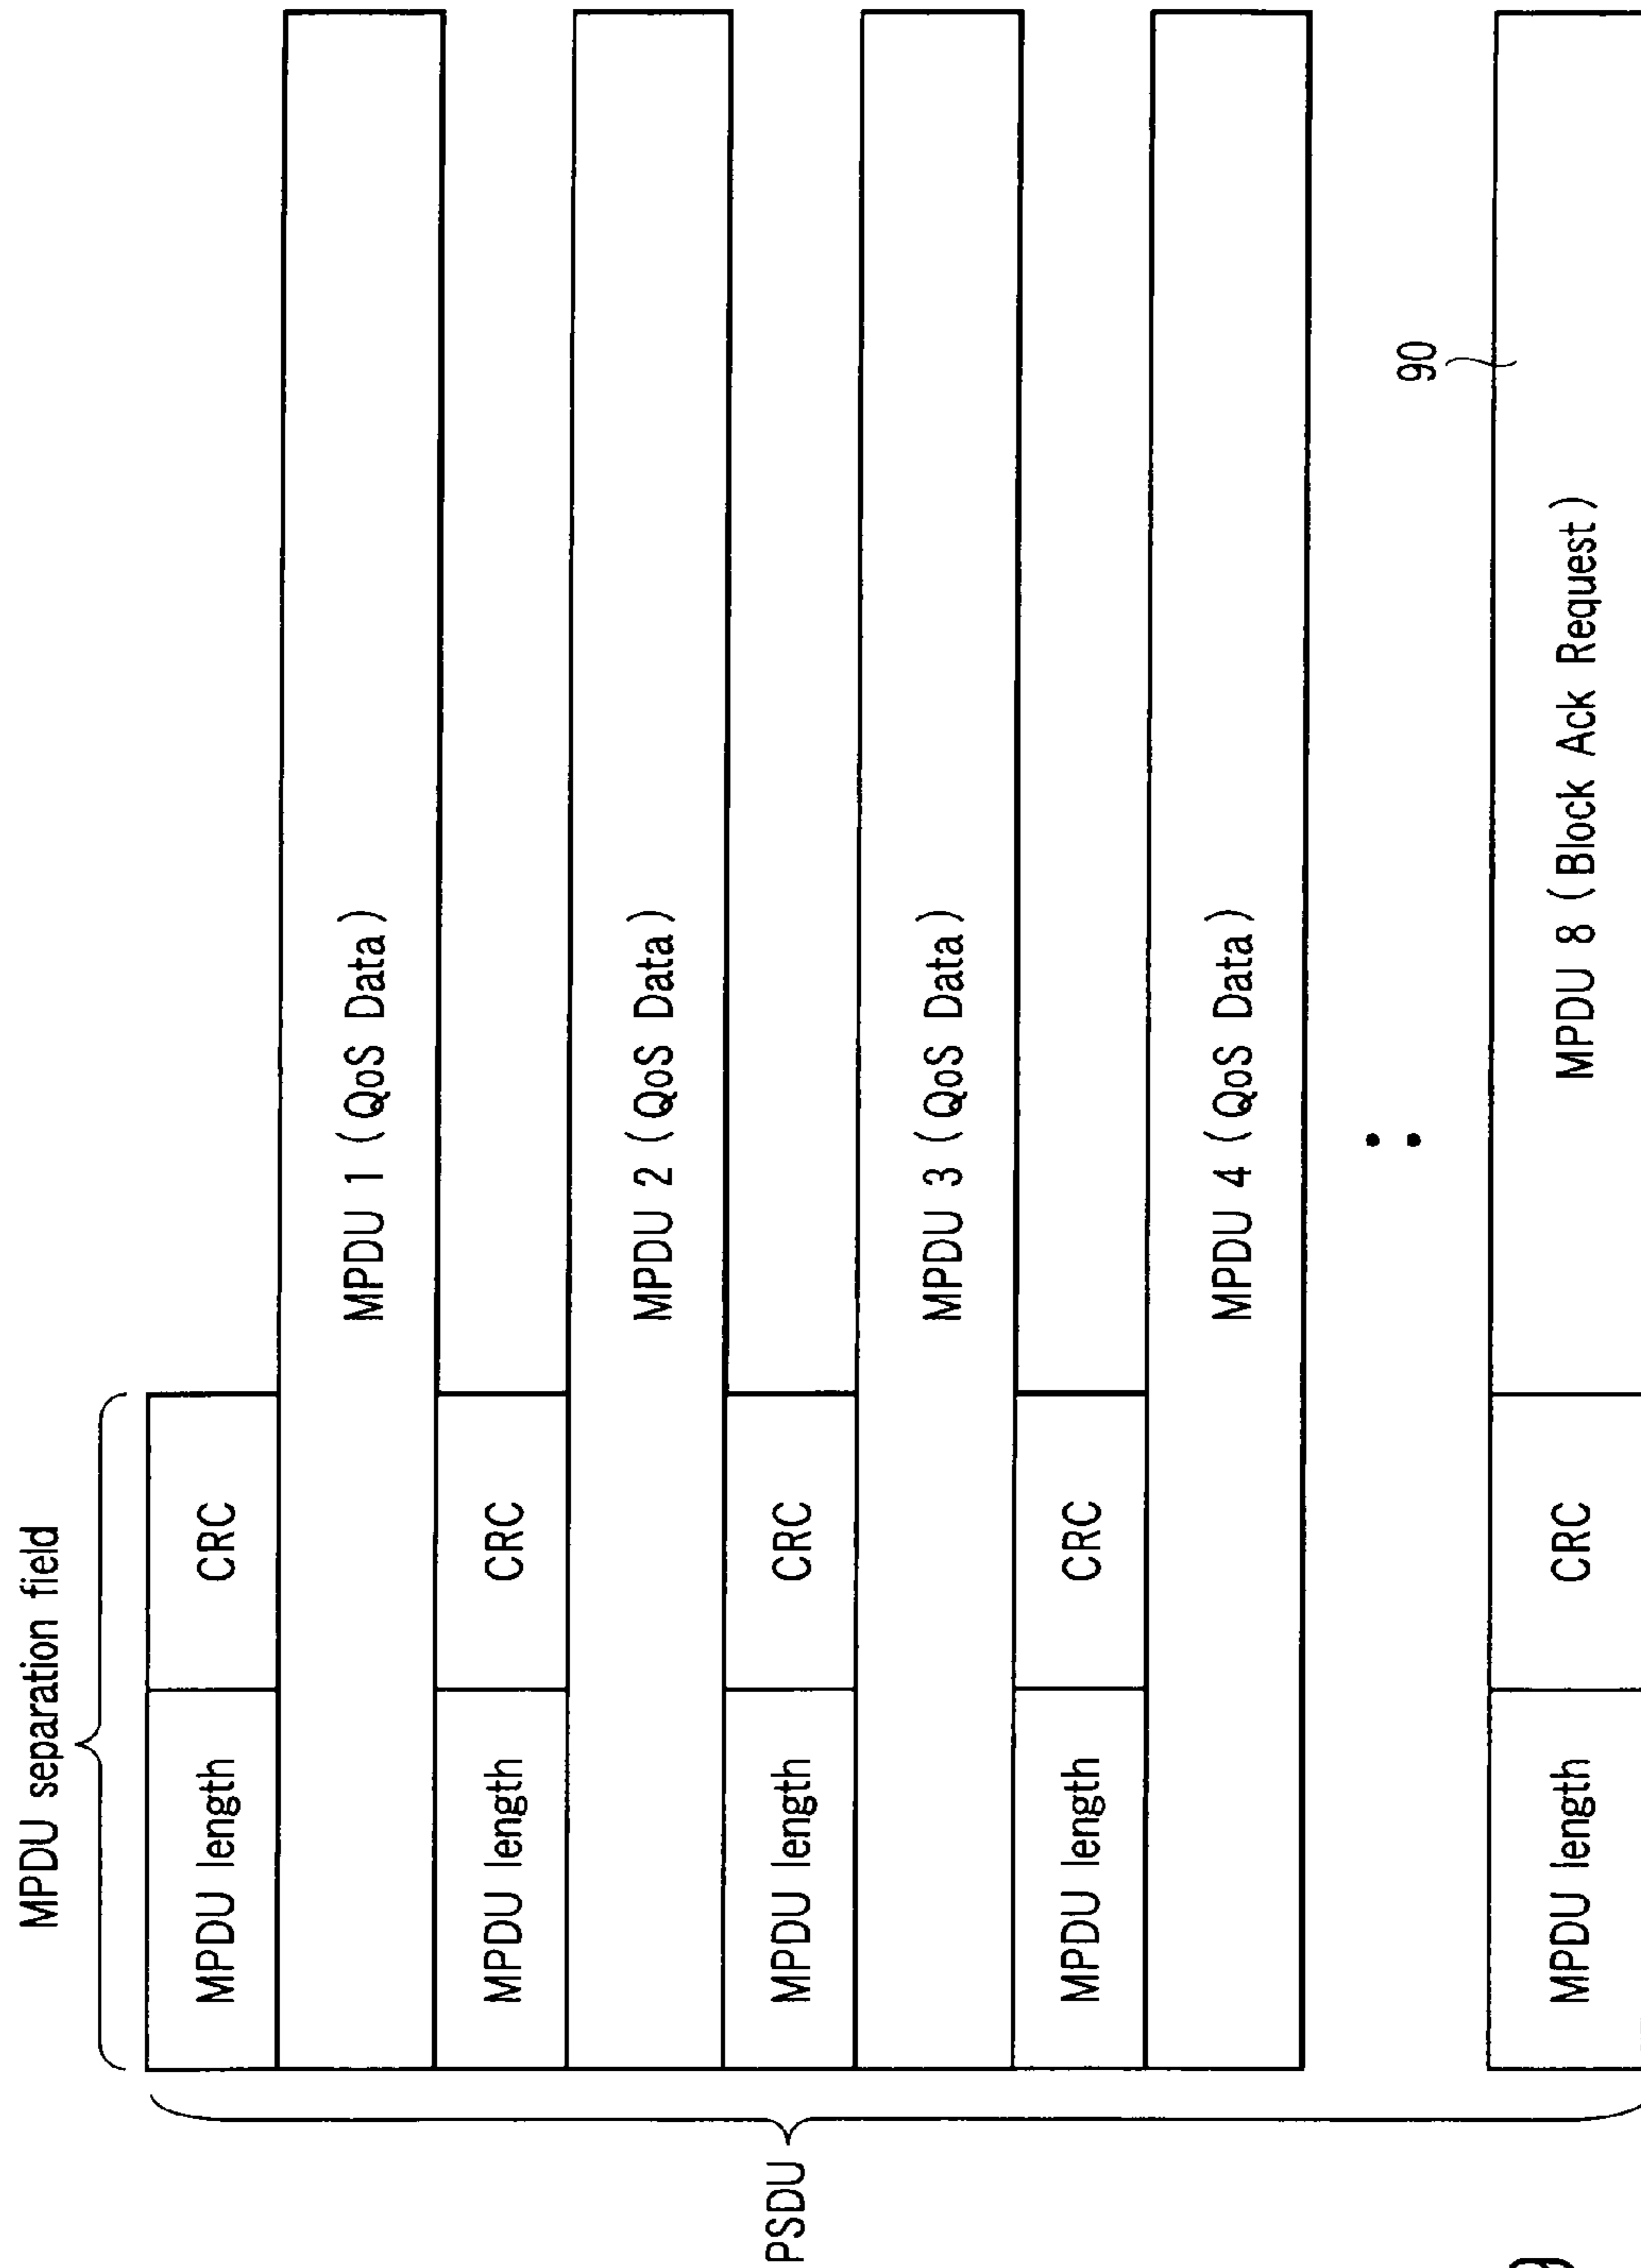 MPDU separation field
MPDU length CRC
MPDU 1 (QoS Data)
MPDU length CRC
MPDU 2 (QoS Data)
MPDU length CRC
MPDU 3 (QoS Data)
MPDU length CRC
MPDU 4 (QoS Data)
:
90
MPDU length CRC MPDU 8 (Block Ack Request)
PSDU